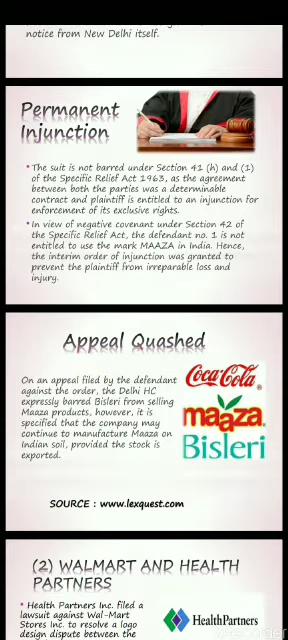 notice from New Delhi itself.
Permanent
Injunction
• The suit is not barred under Section 41 (h) and (1)
of the Specific Relief Act 1963, as the agreement
between both the parties was a determinable
contract and plaintiff is entitled to an injunction for
enforcement of its exclusive rights.
• In view of negative covenant under Section 42 of
the Specific Relief Act, the defendant no. 1 is not
entitled to use the mark MAAZA in India. Hence,
the interim order of injunction was granted to
prevent the plaintiff from irreparable loss and
injury.
Appeal Quashed
On an appeal filed by the defendant
against the order, the Delhi HC
expressly barred Bisleri from selling
Maaza products, however, it is
specified that the company may
continue to manufacture Maaza on
Indian soil, provided the stock is
exported.
Coca-Cola
maaza
Bisleri
SOURCE : www.lexquest.com
(2) WALMART AND HEALTH
PARTNERS
• Health Partners Inc. filed a
lawsuit against Wal-Mart
Stores Inc. to resolve a logo
design dispute between the
HealthPartners